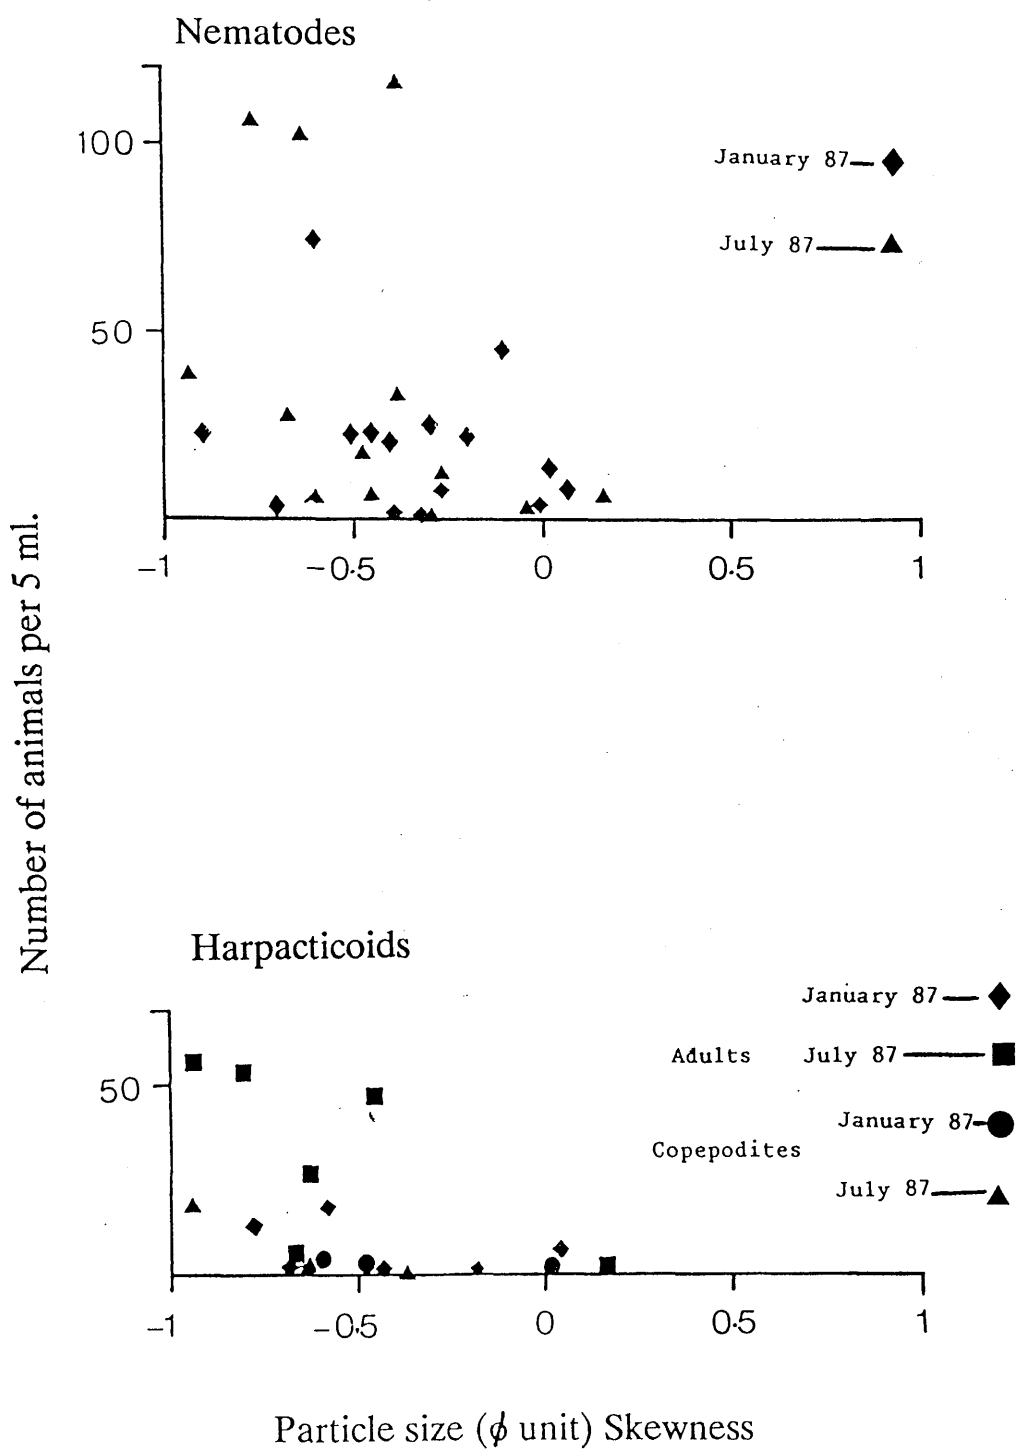 Nematodes
100
50
January 87
July 87
-1
-0.5
0
0.5
1
Number of animals per 5 ml.
Harpacticoids
50
January 87
Adults July 87
January 87
Copepodites
July 87
-1
-0.5
0
0.5
1
Particle size (ϕ unit) Skewness